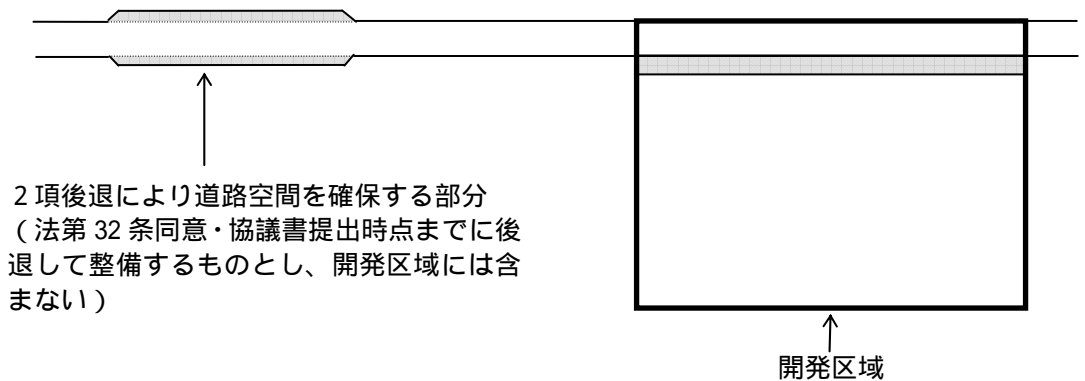 2項後退により道路空間を確保する部分
（法第32条同意・協議書提出時点までに後
退して整備するものとし、開発区域には含
まない）
開発区域